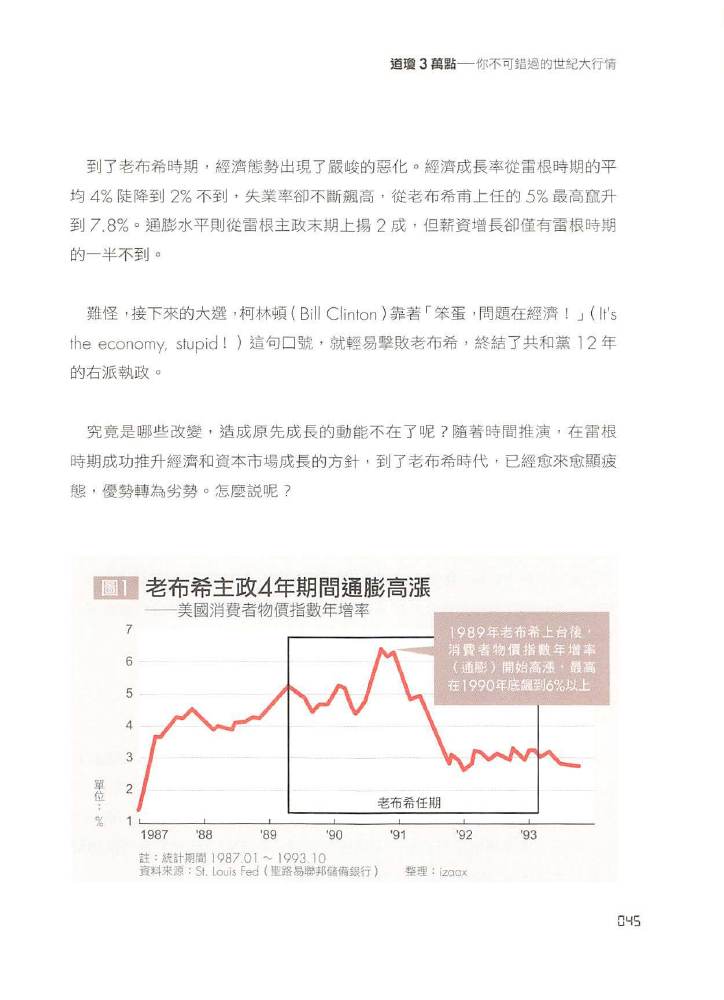 道瓊3萬點──你不可錯過的世紀大行情
到了老布希時期，經濟態勢出現了嚴峻的惡化。經濟成長率從雷根時期的平
均 4% 陡降到 2% 不到，失業率卻不斷飆高，從老布希甫上任的 5% 最高竄升
到 7.8%。通膨水平則從雷根主政末期上揚 2 成，但薪資增長卻僅有雷根時期
的一半不到。
難怪，接下來的大選，柯林頓（Bill Clinton）靠著「笨蛋，問題在經濟！」（It's
the economy, stupid！）這句口號，就輕易擊敗老布希，終結了共和黨 12 年
的右派執政。
究竟是哪些改變，造成原先成長的動能不在了呢？隨著時間推演，在雷根
時期成功推升經濟和資本市場成長的方針，到了老布希時代，已經愈來愈顯疲
態，優勢轉為劣勢。怎麼說呢？
圖1 老布希主政4年期間通膨高漲
──美國消費者物價指數年增率
1989年老布希上台後，
消費者物價指數年增率
（通膨）開始高漲，最高
在1990年底飆到6%以上
7
6
5
4
3
2
1
單位：%
老布希任期
1987 '88 '89 '90 '91 '92 '93
註：統計期間 1987.01～1993.10
資料來源：St. Louis Fed（聖路易聯邦儲備銀行） 整理：izaax
045